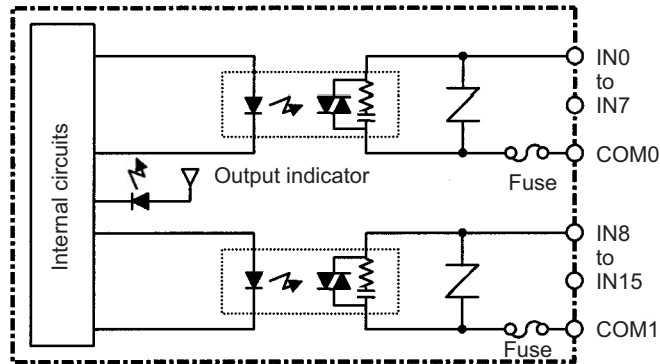 Internal circuits
IN0
to
IN7
COM0
Fuse
Output indicator
IN8
to
IN15
COM1
Fuse